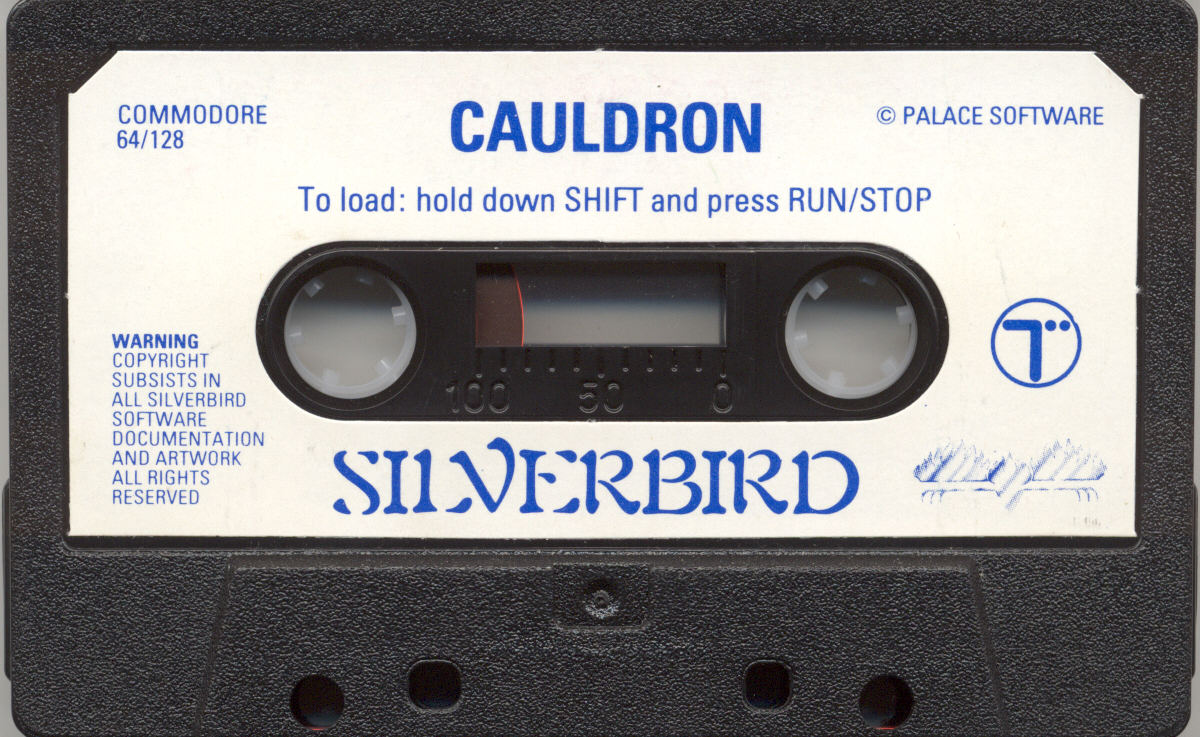 COMMODORE
64/128
CAULDRON
© PALACE SOFTWARE
To load: hold down SHIFT and press RUN/STOP
100 50 0
WARNING
COPYRIGHT
SUBSISTS IN
ALL SILVERBIRD
SOFTWARE
DOCUMENTATION
AND ARTWORK
ALL RIGHTS
RESERVED
SILVERBIRD
T